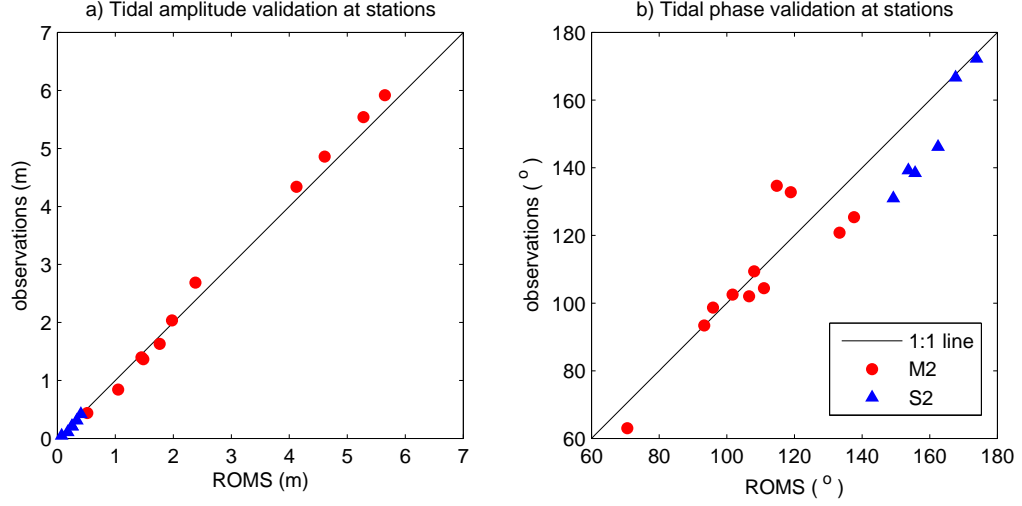 a) Tidal amplitude validation at stations
7
6
5
4
3
2
1
0
observations (m)
0 1 2 3 4 5 6 7
ROMS (m)
b) Tidal phase validation at stations
180
160
140
120
100
80
60
observations ( o )
60 80 100 120 140 160 180
ROMS ( o )
1:1 line
M2
S2